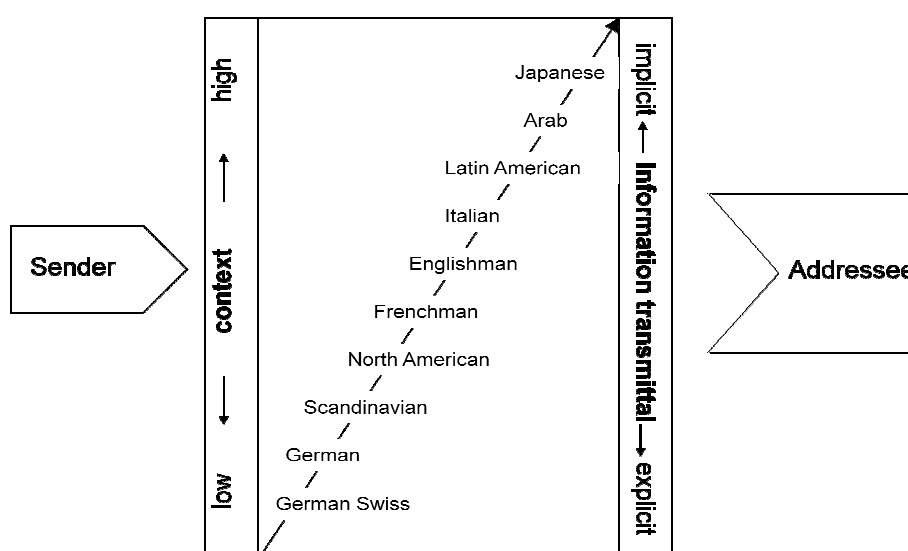 Sender
high
context
low
Japanese
Arab
Latin American
Italian
Englishman
Frenchman
North American
Scandinavian
German
German Swiss
implicit
Information transmittal
explicit
Addressee